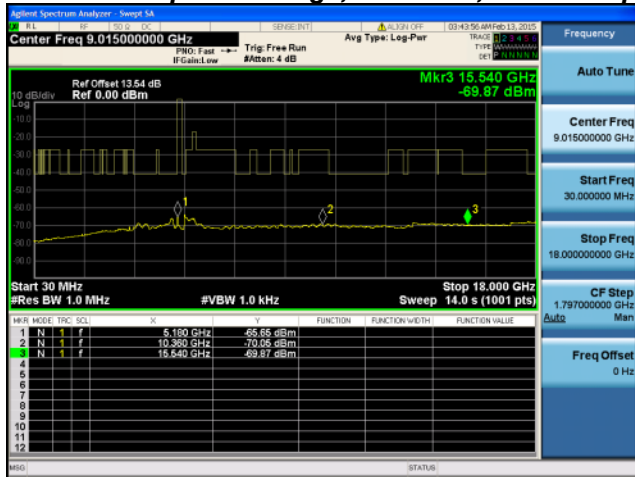 Agilent Spectrum Analyzer - Swept SA
RL RF 50 Ω DC SENSE:INT ALIGN OFF 03:43:56 AM Feb 13, 2015
Center Freq 9.015000000 GHz
PNO: Fast
IFGain:Low
Trig: Free Run
#Atten: 4 dB
Avg Type: Log-Pwr
TRACE 1 2 3 4 5 6
TYPE
DET P N N N N N
Frequency
Auto Tune
Center Freq
9.015000000 GHz
Start Freq
30.000000 MHz
Stop Freq
18.000000000 GHz
CF Step
1.797000000 GHz
Auto Man
Freq Offset
0 Hz
Ref Offset 13.54 dB
10 dB/div Ref 0.00 dBm
Log
Mkr3 15.540 GHz
-69.87 dBm
-10.0
-20.0
-30.0
-40.0
-50.0
-60.0
-70.0
-80.0
-90.0
1
2
3
Start 30 MHz Stop 18.000 GHz
#Res BW 1.0 MHz #VBW 1.0 kHz Sweep 14.0 s (1001 pts)
MKR MODE TRC SCL X Y FUNCTION FUNCTION WIDTH FUNCTION VALUE
1 N 1 f 5.180 GHz -65.65 dBm
2 N 1 f 10.360 GHz -70.05 dBm
3 N 1 f 15.540 GHz -69.87 dBm
4
5
6
7
8
9
10
11
12
MSG STATUS